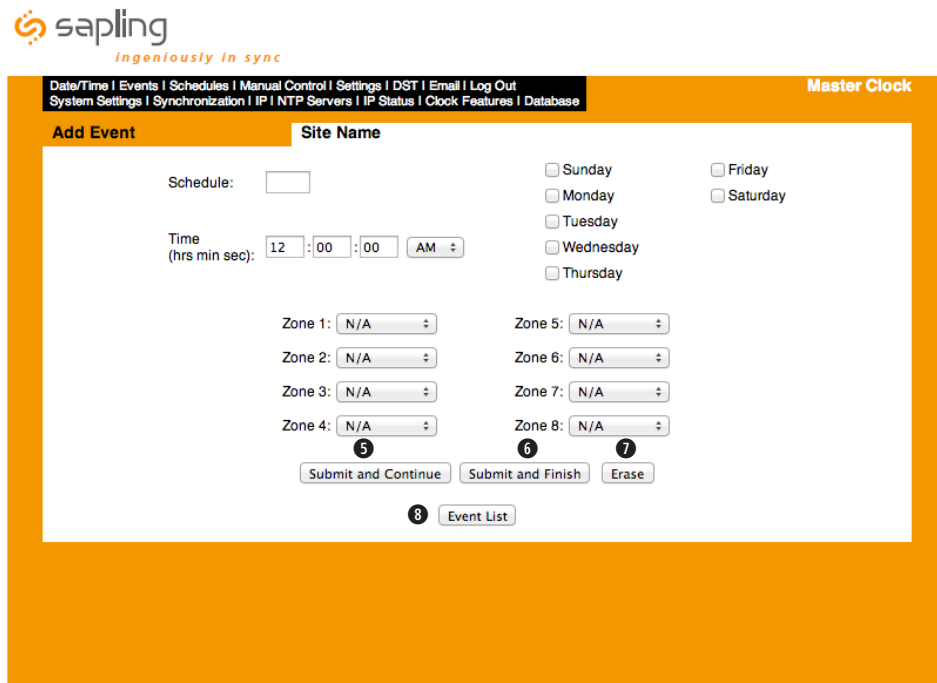 sapling
ingeniously in sync
Date/Time | Events | Schedules | Manual Control | Settings | DST | Email | Log Out
System Settings | Synchronization | IP | NTP Servers | IP Status | Clock Features | Database
Master Clock
Add Event
Site Name
Schedule:
Time
(hrs min sec):
12 : 00 : 00 AM
Sunday
Monday
Tuesday
Wednesday
Thursday
Friday
Saturday
Zone 1: N/A
Zone 2: N/A
Zone 3: N/A
Zone 4: N/A
Zone 5: N/A
Zone 6: N/A
Zone 7: N/A
Zone 8: N/A
5 6 7
Submit and Continue Submit and Finish Erase
8 Event List